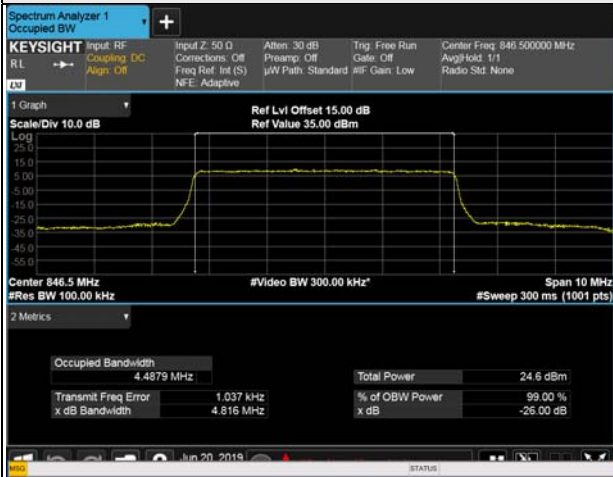 Spectrum Analyzer 1
Occupied BW
KEYSIGHT
RL
LXI
Input: RF
Coupling: DC
Align: Off
Input Z: 50 Ω
Corrections: Off
Freq Ref: Int (S)
NFE: Adaptive
Atten: 30 dB
Preamp: Off
µW Path: Standard
Trig: Free Run
Gate: Off
#IF Gain: Low
Center Freq: 846.500000 MHz
Avg|Hold: 1/1
Radio Std: None
1 Graph
Scale/Div 10.0 dB
Ref Lvl Offset 15.00 dB
Ref Value 35.00 dBm
Log
25.0
15.0
5.00
-5.00
-15.0
-25.0
-35.0
-45.0
-55.0
Center 846.5 MHz
#Res BW 100.00 kHz
#Video BW 300.00 kHz*
Span 10 MHz
#Sweep 300 ms (1001 pts)
2 Metrics
Occupied Bandwidth
4.4879 MHz
Total Power 24.6 dBm
Transmit Freq Error 1.037 kHz
% of OBW Power 99.00 %
x dB Bandwidth 4.816 MHz
x dB -26.00 dB
Jun 20, 2019
MSG
STATUS